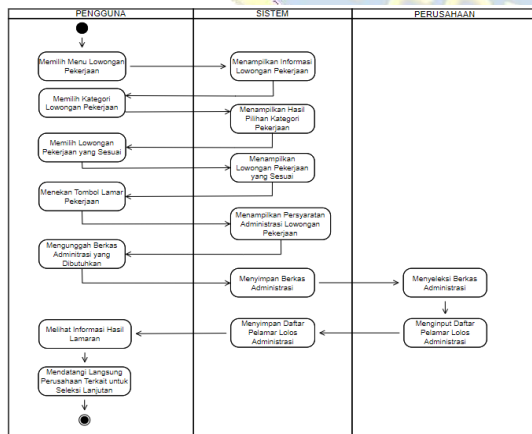 PENGGUNA
SISTEM
PERUSAHAAN
Memilih Menu Lowongan
Pekerjaan
Menampilkan Informasi
Lowongan Pekerjaan
Memilih Kategori
Lowongan Pekerjaan
Menampilkan Hasil
Pilihan Kategori
Pekerjaan
Memilih Lowongan
Pekerjaan yang Sesuai
Menampilkan
Lowongan Pekerjaan
yang Sesuai
Menekan Tombol Lamar
Pekerjaan
Menampilkan Persyaratan
Administrasi Lowongan
Pekerjaan
Mengunggah Berkas
Adminitrasi yang
Dibutuhkan
Menyimpan Berkas
Administrasi
Menyeleksi Berkas
Administrasi
Melihat Informasi Hasil
Lamaran
Menyimpan Daftar
Pelamar Lolos
Administrasi
Menginput Daftar
Pelamar Lolos
Administrasi
Mendatangi Langsung
Perusahaan Terkait untuk
Seleksi Lanjutan